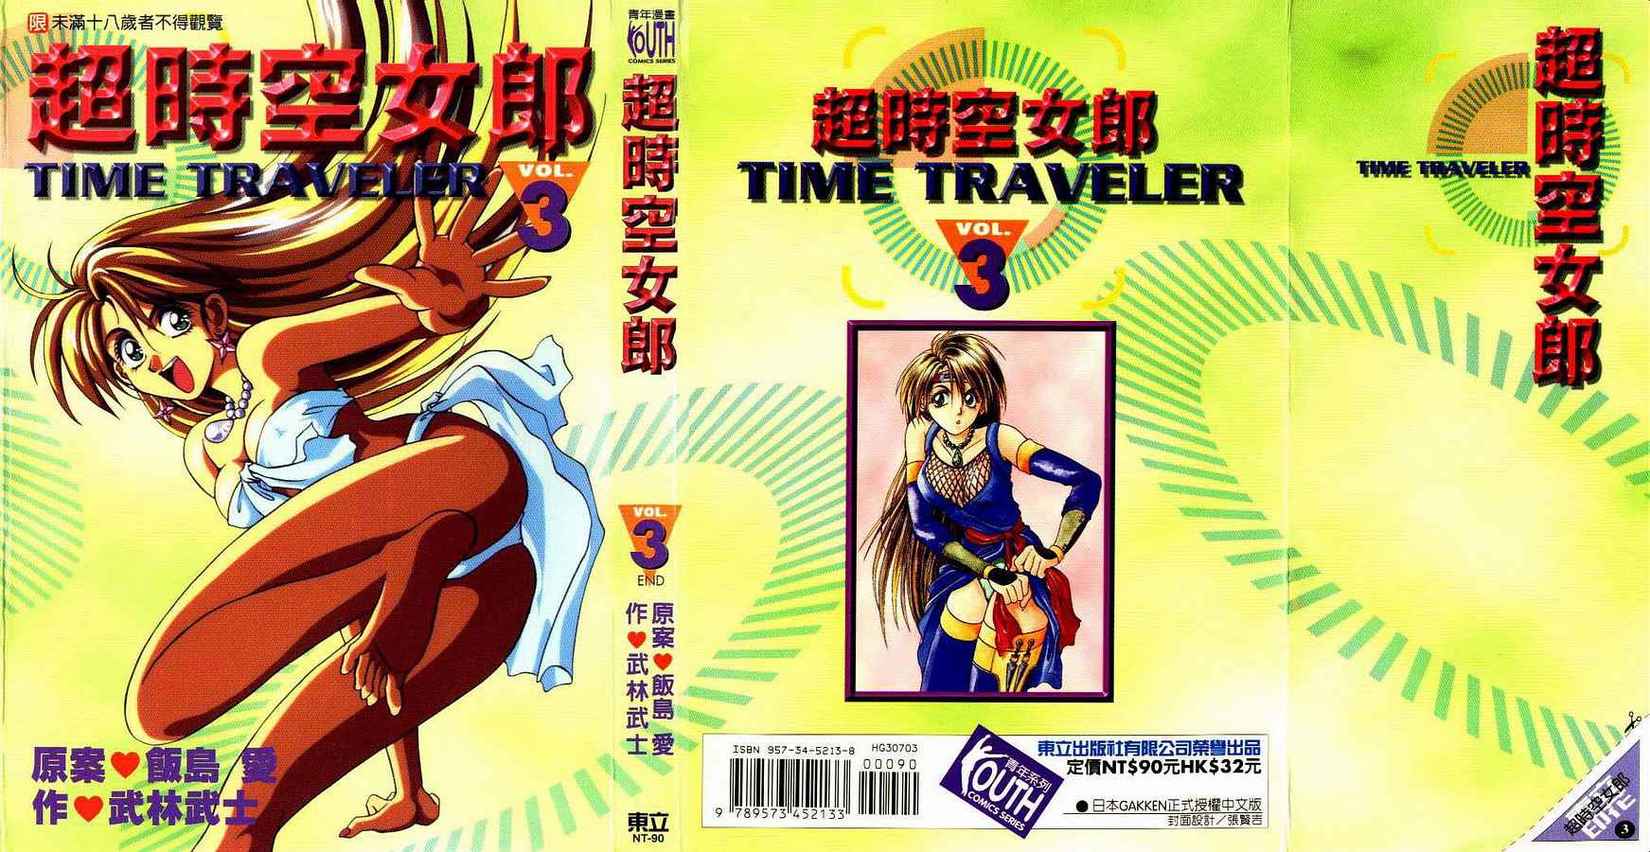 限 未滿十八歲者不得觀覽
超時空女郎
TIME TRAVELER
VOL.
3
原案♥飯島 愛
作♥武林武士
青年漫畫
YOUTH
COMICS SERIES
超時空女郎
VOL.
3
END
原案♥飯島 愛
作♥武林武士
東立
NT-90
超時空女郎
TIME TRAVELER
VOL.
3
ISBN 957-34-5213-8 HG30703
00090
9 789573 452133
青年系列
YOUTH
COMICS SERIES
東立出版社有限公司榮譽出品
定價NT$90元HK$32元
●日本GAKKEN正式授權中文版
封面設計／張賢吉
超時空女郎
TIME TRAVELER
超時空女郎
3